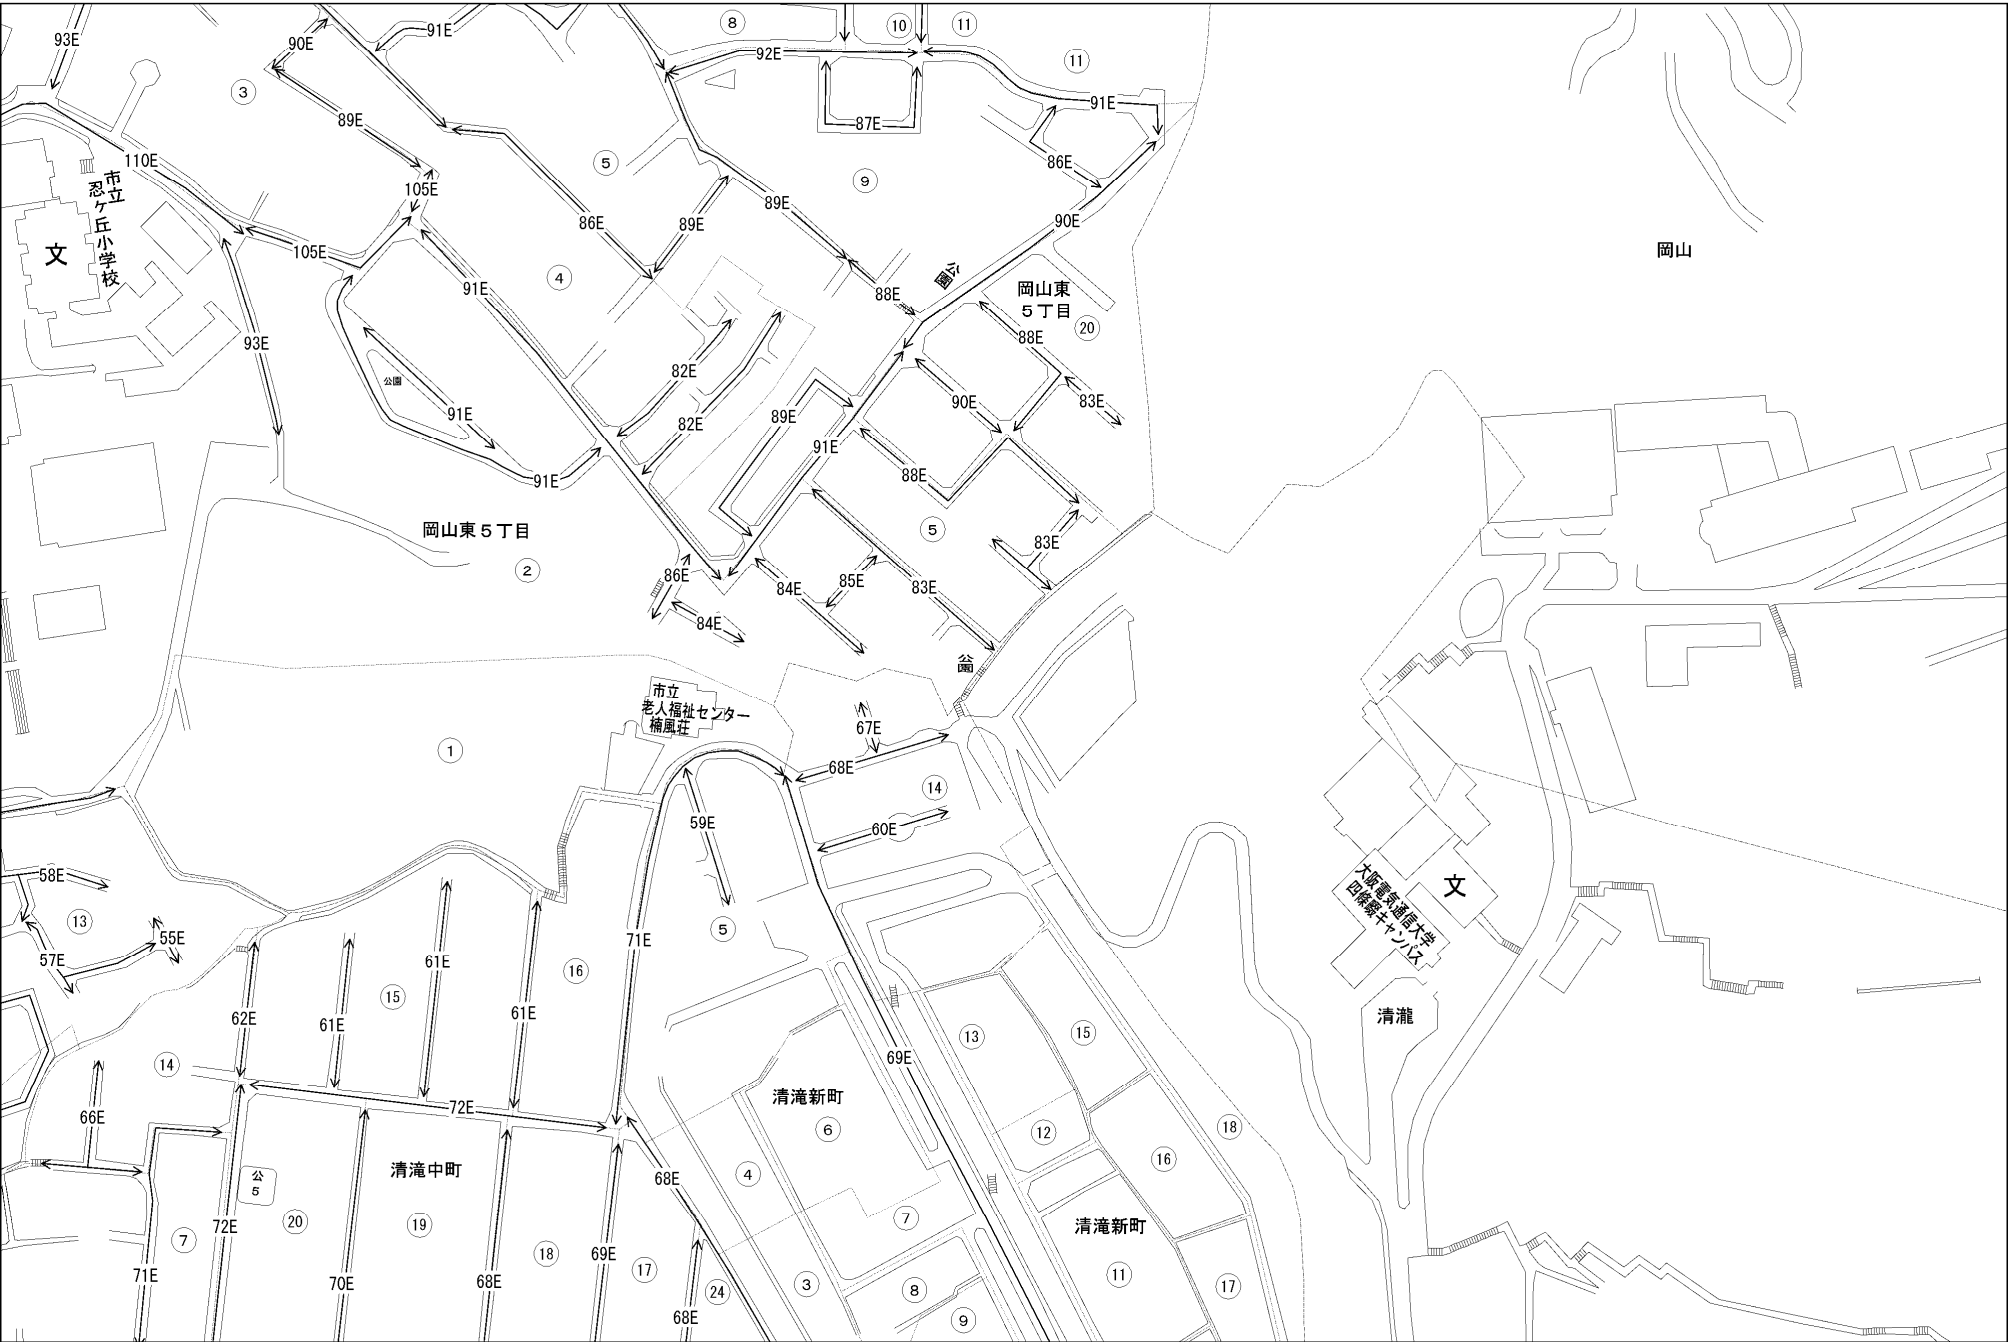 93E
90E
91E
8
10
11
92E
11
3
89E
87E
91E
110E
市立
忍ヶ丘小学校
文
105E
5
9
86E
89E
86E
89E
90E
105E
91E
4
88E
公園
岡山東
5丁目
20
岡山
93E
82E
88E
公園
91E
82E
89E
90E
83E
91E
91E
88E
岡山東5丁目
2
5
83E
86E
84E
85E
83E
84E
公園
市立
老人福祉センター
楠風荘
67E
1
68E
14
59E
60E
58E
13
55E
57E
71E
5
61E
16
15
62E
61E
61E
文
大阪電気通信大学
四條畷キャンパス
清瀧
14
69E
13
15
72E
清滝新町
6
66E
12
18
公
5
清滝中町
68E
4
16
7
72E
20
19
7
清滝新町
71E
70E
68E
18
69E
17
24
3
8
11
17
68E
9